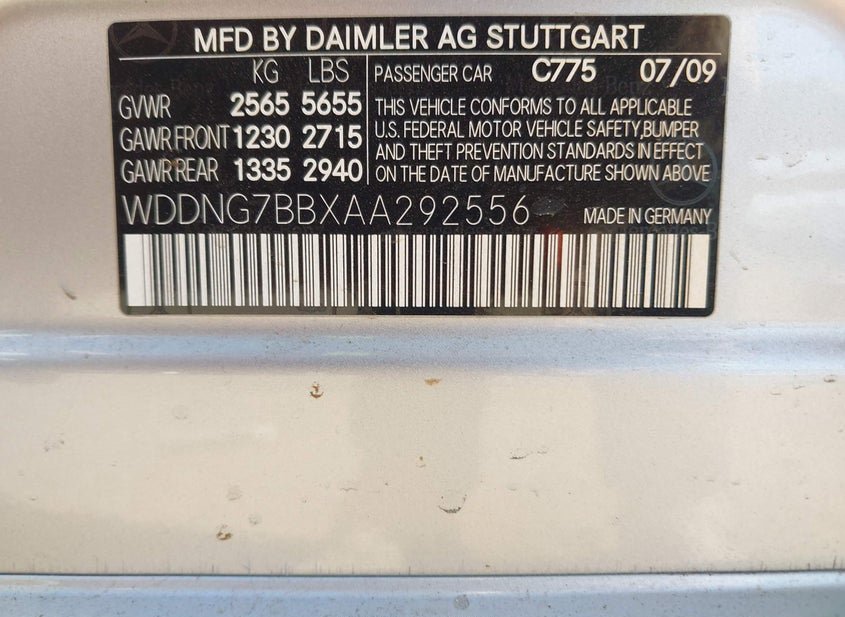 MFD BY DAIMLER AG STUTTGART
KG LBS
GVWR 2565 5655
GAWR FRONT 1230 2715
GAWR REAR 1335 2940
PASSENGER CAR C775 07/09
THIS VEHICLE CONFORMS TO ALL APPLICABLE
U.S. FEDERAL MOTOR VEHICLE SAFETY,BUMPER
AND THEFT PREVENTION STANDARDS IN EFFECT
ON THE DATE OF MANUFACTURE SHOWN ABOVE
WDDNG7BBXAA292556
MADE IN GERMANY